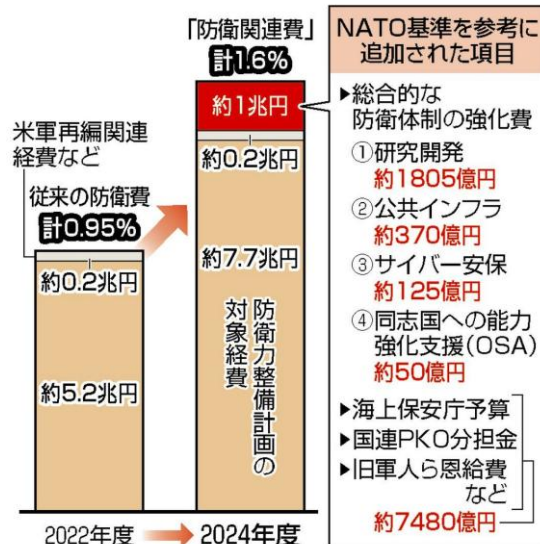 「防衛関連費」
計1.6%
約1兆円
約0.2兆円
約7.7兆円
防衛力整備計画の
対象経費
米軍再編関連
経費など
従来の防衛費
計0.95%
約0.2兆円
約5.2兆円
2022年度
2024年度
NATO基準を参考に
追加された項目
▶総合的な
防衛体制の強化費
①研究開発
約1805億円
②公共インフラ
約370億円
③サイバー安保
約125億円
④同志国への能力
強化支援(OSA)
約50億円
▶海上保安庁予算
▶国連PKO分担金
▶旧軍人ら恩給費
など
約7480億円